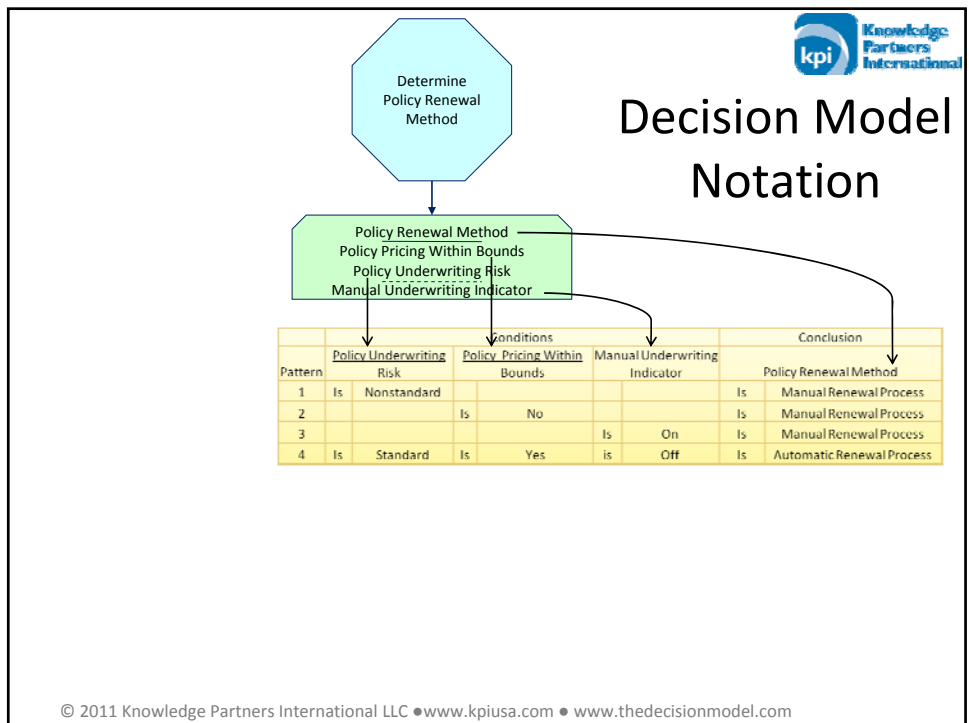 kpi
Knowledge
Partners
International
Decision Model
Notation
Determine
Policy Renewal
Method
Policy Renewal Method
Policy Pricing Within Bounds
Policy Underwriting Risk
Manual Underwriting Indicator
Conditions Conclusion
Pattern Policy Underwriting Risk Policy Pricing Within Bounds Manual Underwriting Indicator Policy Renewal Method
1 Is Nonstandard Is Manual Renewal Process
2 Is No Is Manual Renewal Process
3 Is On Is Manual Renewal Process
4 Is Standard Is Yes is Off Is Automatic Renewal Process
© 2011 Knowledge Partners International LLC ●www.kpiusa.com ● www.thedecisionmodel.com